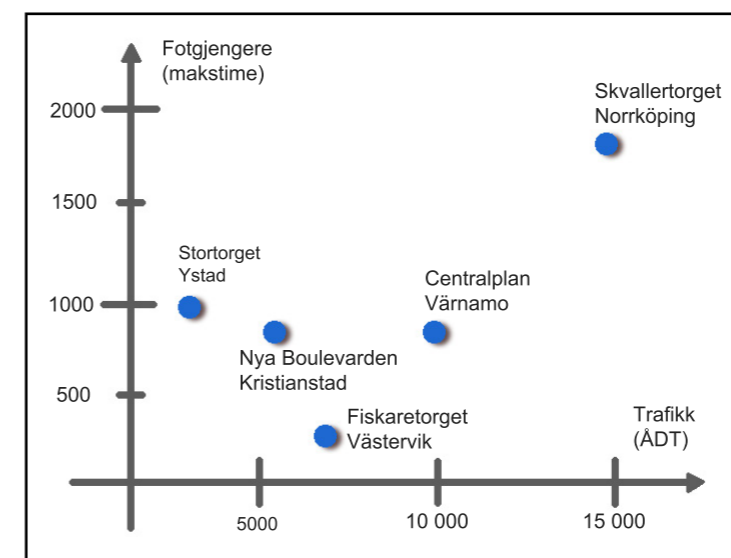 Fotgjengere
(makstime)
2000
1500
1000
500
Skvallertorget
Norrköping
Stortorget
Ystad
Centralplan
Värnamo
Nya Boulevarden
Kristianstad
Fiskaretorget
Västervik
Trafikk
(ÅDT)
5000
10 000
15 000